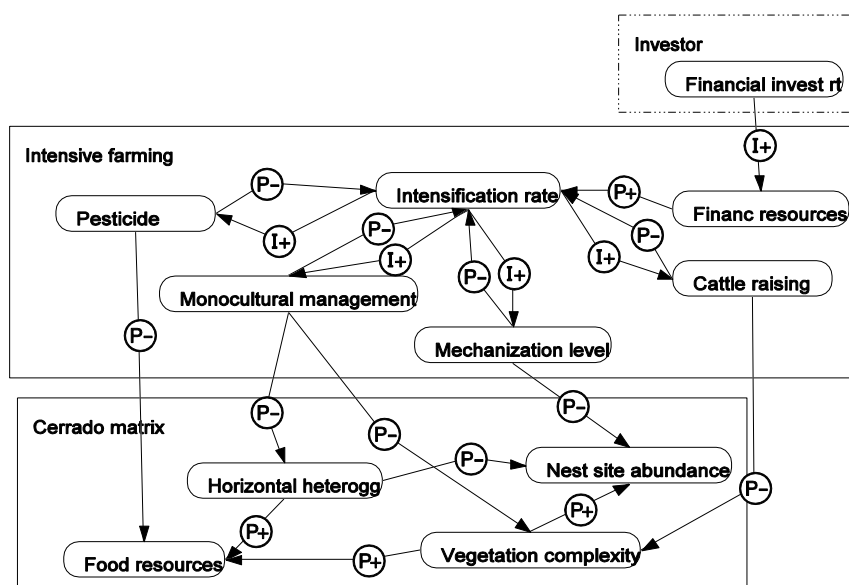 Investor
Financial invest rt
I+
Intensive farming
P−
Intensification rate
P+
Pesticide
Financ resources
I+
P−
P−
I+
I+
P−
I+
Cattle raising
Monocultural management
P−
Mechanization level
P−
P−
Cerrado matrix
P−
P−
Nest site abundance
Horizontal heterogg
P−
P+
P+
P+
Food resources
Vegetation complexity